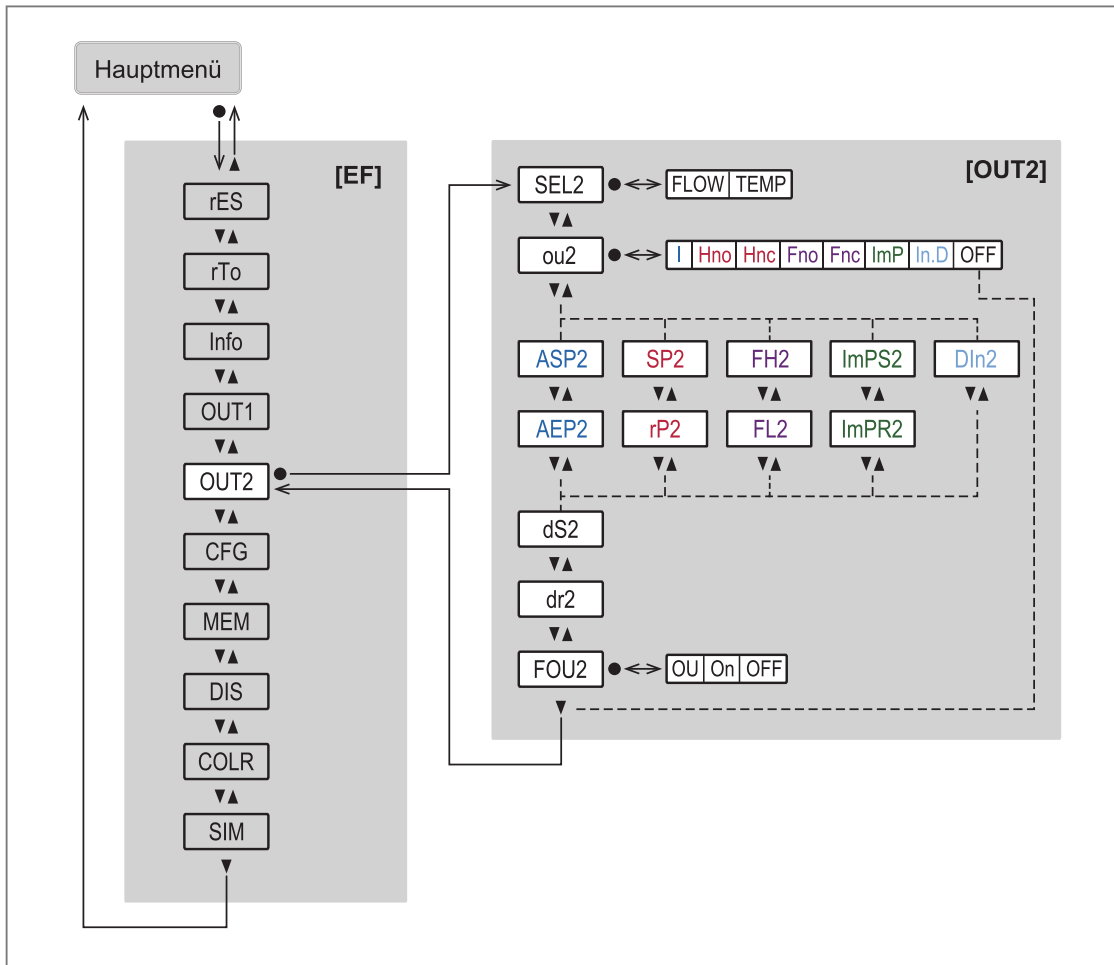 Hauptmenü
[EF]
rES
rTo
Info
OUT1
OUT2
CFG
MEM
DIS
COLR
SIM
[OUT2]
SEL2
FLOW TEMP
ou2
I Hno Hnc Fno Fnc ImP In.D OFF
ASP2 SP2 FH2 ImPS2 DIn2
AEP2 rP2 FL2 ImPR2
dS2
dr2
FOU2
OU On OFF